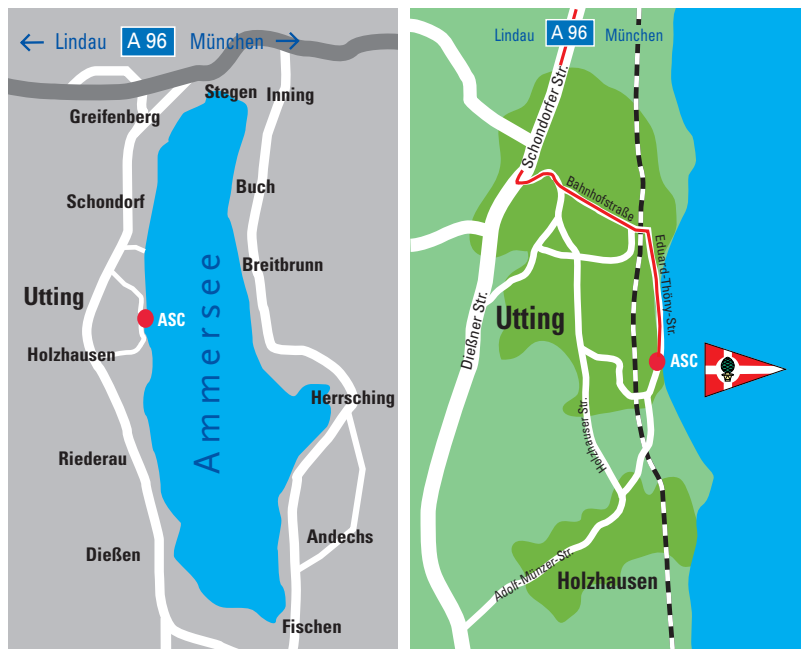 Lindau A 96 München
Stegen
Inning
Greifenberg
Buch
Schondorf
Breitbrunn
Utting
ASC
Ammersee
Holzhausen
Herrsching
Riederau
Andechs
Dießen
Fischen
Lindau A 96 München
Schondorfer Str.
Bahnhofstraße
Eduard-Thöny-Str.
Dießner Str.
Utting
ASC
Holzhauser Str.
Adolf-Münzer-Str.
Holzhausen